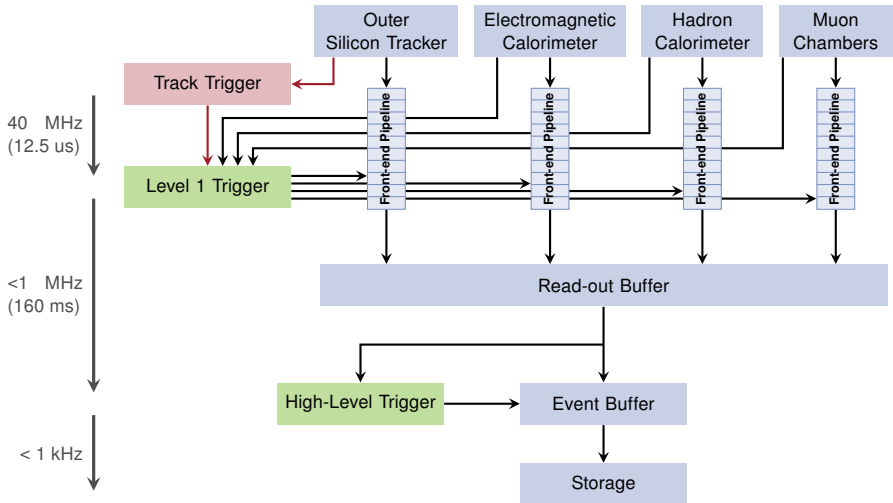 Outer
Silicon Tracker
Electromagnetic
Calorimeter
Hadron
Calorimeter
Muon
Chambers
Track Trigger
40 MHz
(12.5 us)
Front-end Pipeline
Front-end Pipeline
Front-end Pipeline
Front-end Pipeline
Level 1 Trigger
<1 MHz
(160 ms)
Read-out Buffer
High-Level Trigger
Event Buffer
< 1 kHz
Storage